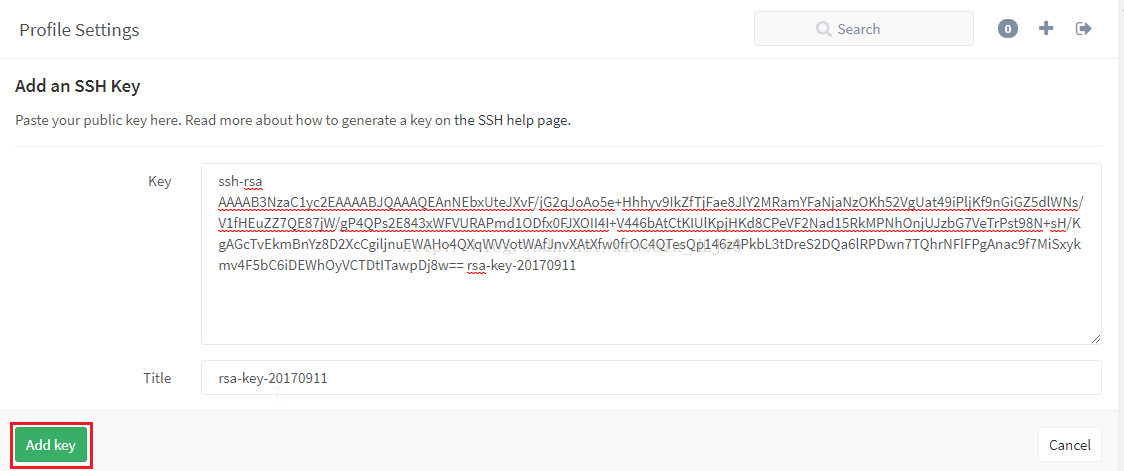 Profile Settings
Search
0
Add an SSH Key
Paste your public key here. Read more about how to generate a key on the SSH help page.
Key
ssh-rsa
AAAAB3NzaC1yc2EAAAABJQAAAQEAnNEbxUteJXvF/jG2qJoAo5e+Hhhyv9IkZfTjFae8JlY2MRamYFaNjaNzOKh52VgUat49iPljKf9nGiGZ5dlWNs/
V1fHEuZZ7QE87jW/gP4QPs2E843xWFVURAPmd1ODfx0FJXOII4I+V446bAtCtKIUlKpjHKd8CPeVF2Nad15RkMPNhOnjUJzbG7VeTrPst98N+sH/K
gAGcTvEkmBnYz8D2XcCgiljnuEWAHo4QXqWVVotWAfJnvXAtXfw0frOC4QTesQp146z4PkbL3tDreS2DQa6lRPDwn7TQhrNFlFPgAnac9f7MiSxyk
mv4F5bC6iDEWhOyVCTDtITawpDj8w== rsa-key-20170911
Title
rsa-key-20170911
Add key
Cancel